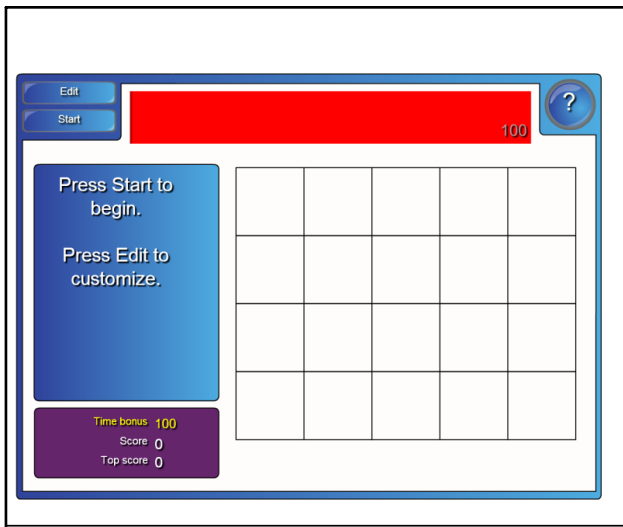 Edit
Start
100
?
Press Start to
begin.
Press Edit to
customize.
Time bonus 100
Score 0
Top score 0